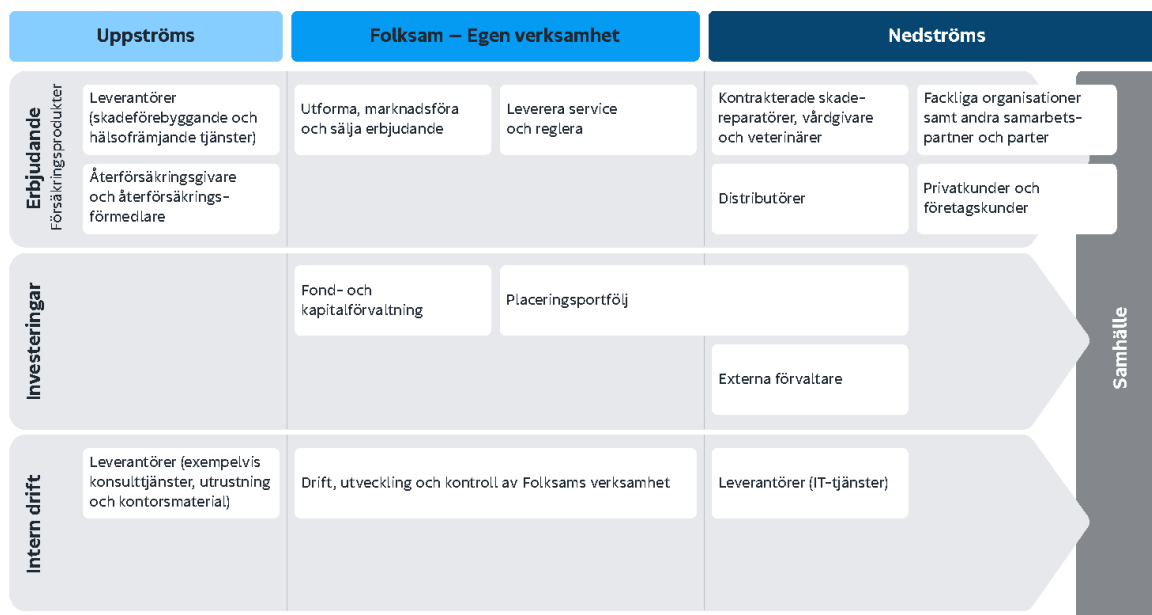 Uppströms
Folksam – Egen verksamhet
Nedströms
Erbjudande
Försäkringsprodukter
Leverantörer
(skadeförebyggande och
hälsofrämjande tjänster)
Återförsäkringsgivare
och återförsäkrings-
förmedlare
Utforma, marknadsföra
och sälja erbjudande
Leverera service
och reglera
Kontrakterade skade-
reparatörer, vårdgivare
och veterinärer
Fackliga organisationer
samt andra samarbets-
partner och parter
Distributörer
Privatkunder och
företagskunder
Investeringar
Fond- och
kapitalförvaltning
Placeringsportfölj
Externa förvaltare
Samhälle
Intern drift
Leverantörer (exempelvis
konsulttjänster, utrustning
och kontorsmaterial)
Drift, utveckling och kontroll av Folksams verksamhet
Leverantörer (IT-tjänster)